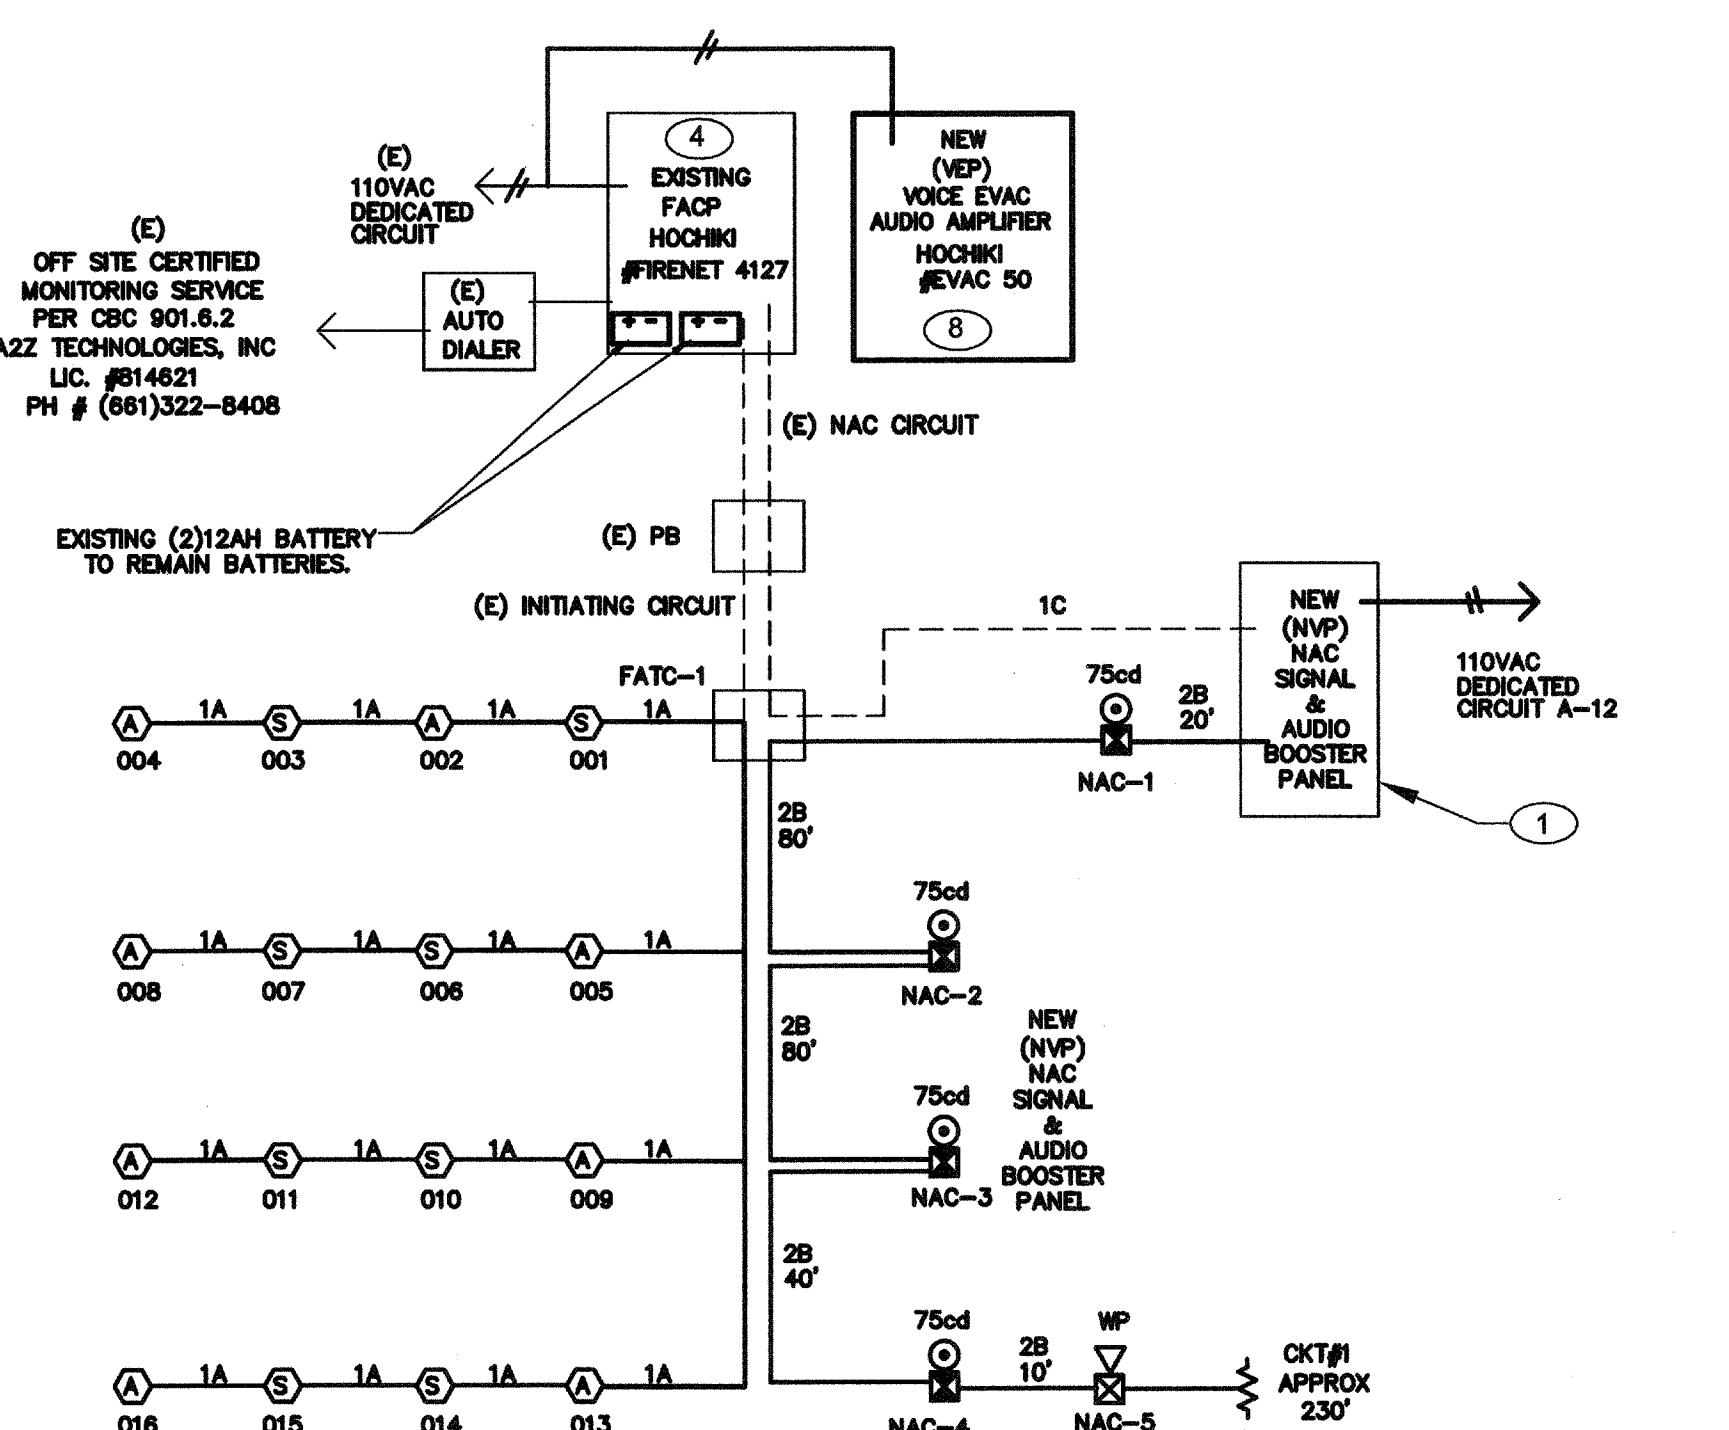 4
EXISTING
FACP
HOCHIKI
#FIRENET 4127
+ - + -
NEW
(VEP)
VOICE EVAC
AUDIO AMPLIFIER
HOCHIKI
#EVAC 50
8
(E)
110VAC
DEDICATED
CIRCUIT
(E)
OFF SITE CERTIFIED
MONITORING SERVICE
PER CBC 901.6.2
A2Z TECHNOLOGIES, INC
LIC. #814621
PH # (661)322-8408
(E)
AUTO
DIALER
(E) NAC CIRCUIT
EXISTING (2)12AH BATTERY
TO REMAIN BATTERIES.
(E) PB
(E) INITIATING CIRCUIT
1C
NEW
(NVP)
NAC
SIGNAL
&
AUDIO
BOOSTER
PANEL
110VAC
DEDICATED
CIRCUIT A-12
1
FATC-1
75cd
2B
20'
NAC-1
A 1A S 1A A 1A S 1A
004 003 002 001
2B
80'
75cd
NAC-2
A 1A S 1A S 1A A 1A
008 007 006 005
2B
80'
75cd
NAC-3
NEW
(NVP)
NAC
SIGNAL
&
AUDIO
BOOSTER
PANEL
A 1A S 1A S 1A A 1A
012 011 010 009
2B
40'
75cd
NAC-4
2B
10'
WP
NAC-5
CKT#1
APPROX
230'
A 1A S 1A S 1A A 1A
016 015 014 013